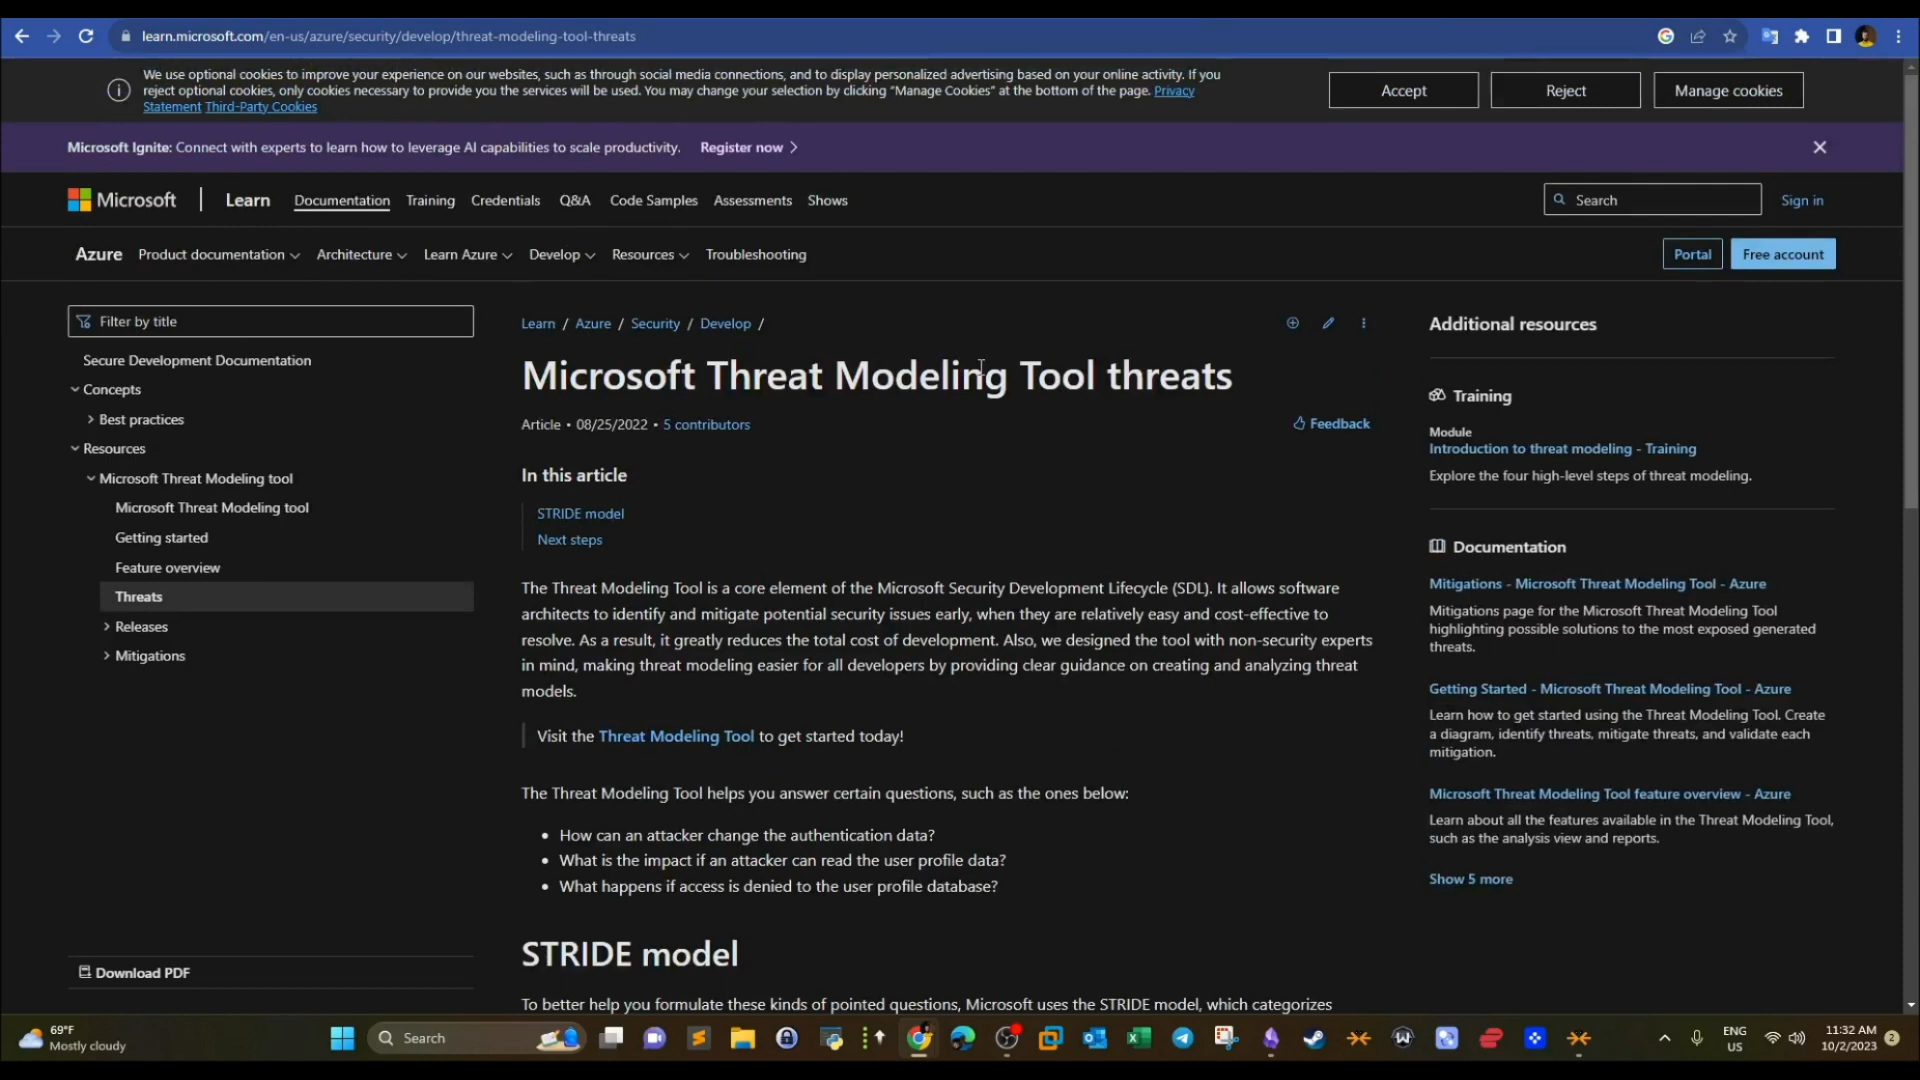 learn.microsoft.com/en-us/azure/security/develop/threat-modeling-tool-threats
We use optional cookies to improve your experience on our websites, such as through social media connections, and to display personalized advertising based on your online activity. If you
reject optional cookies, only cookies necessary to provide you the services will be used. You may change your selection by clicking "Manage Cookies" at the bottom of the page. Privacy
Statement Third-Party Cookies
Accept
Reject
Manage cookies
Microsoft Ignite: Connect with experts to learn how to leverage AI capabilities to scale productivity. Register now
Microsoft Learn Documentation Training Credentials Q&A Code Samples Assessments Shows
Search
Sign in
Azure Product documentation Architecture Learn Azure Develop Resources Troubleshooting
Portal
Free account
Filter by title
Secure Development Documentation
Concepts
Best practices
Resources
Microsoft Threat Modeling tool
Microsoft Threat Modeling tool
Getting started
Feature overview
Threats
Releases
Mitigations
Download PDF
Learn / Azure / Security / Develop /
Microsoft Threat Modeling Tool threats
Article • 08/25/2022 • 5 contributors
Feedback
In this article
STRIDE model
Next steps
The Threat Modeling Tool is a core element of the Microsoft Security Development Lifecycle (SDL). It allows software
architects to identify and mitigate potential security issues early, when they are relatively easy and cost-effective to
resolve. As a result, it greatly reduces the total cost of development. Also, we designed the tool with non-security experts
in mind, making threat modeling easier for all developers by providing clear guidance on creating and analyzing threat
models.
Visit the Threat Modeling Tool to get started today!
The Threat Modeling Tool helps you answer certain questions, such as the ones below:
• How can an attacker change the authentication data?
• What is the impact if an attacker can read the user profile data?
• What happens if access is denied to the user profile database?
STRIDE model
To better help you formulate these kinds of pointed questions, Microsoft uses the STRIDE model, which categorizes
Additional resources
Training
Module
Introduction to threat modeling - Training
Explore the four high-level steps of threat modeling.
Documentation
Mitigations - Microsoft Threat Modeling Tool - Azure
Mitigations page for the Microsoft Threat Modeling Tool
highlighting possible solutions to the most exposed generated
threats.
Getting Started - Microsoft Threat Modeling Tool - Azure
Learn how to get started using the Threat Modeling Tool. Create
a diagram, identify threats, mitigate threats, and validate each
mitigation.
Microsoft Threat Modeling Tool feature overview - Azure
Learn about all the features available in the Threat Modeling Tool,
such as the analysis view and reports.
Show 5 more
69°F
Mostly cloudy
Search
ENG
US
11:32 AM
10/2/2023
2